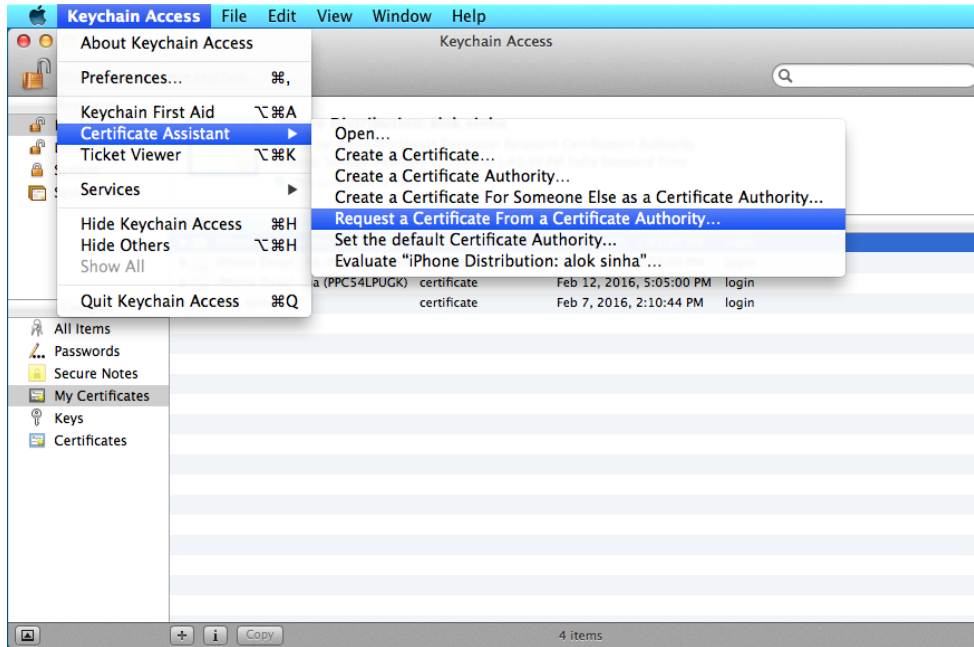 Keychain Access File Edit View Window Help
Keychain Access
About Keychain Access
Preferences... ⌘,
Keychain First Aid ⌥⌘A
Certificate Assistant ▶
Ticket Viewer ⌥⌘K
Services ▶
Hide Keychain Access ⌘H
Hide Others ⌥⌘H
Show All
Quit Keychain Access ⌘Q
Open...
Create a Certificate...
Create a Certificate Authority...
Create a Certificate For Someone Else as a Certificate Authority...
Request a Certificate From a Certificate Authority...
Set the default Certificate Authority...
Evaluate “iPhone Distribution: alok sinha”...
a (PPC54LPUGK) certificate Feb 12, 2016, 5:05:00 PM login
certificate Feb 7, 2016, 2:10:44 PM login
All Items
Passwords
Secure Notes
My Certificates
Keys
Certificates
+ i Copy 4 items